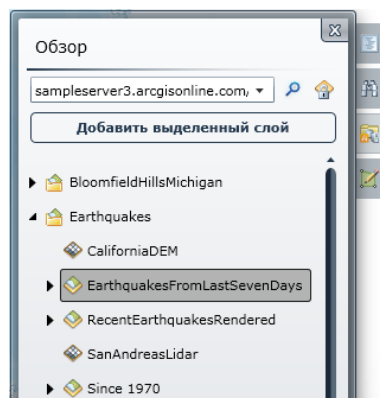 Обзор
sampleserver3.arcgisonline.com/
Добавить выделенный слой
BloomfieldHillsMichigan
Earthquakes
CaliforniaDEM
EarthquakesFromLastSevenDays
RecentEarthquakesRendered
SanAndreasLidar
Since 1970